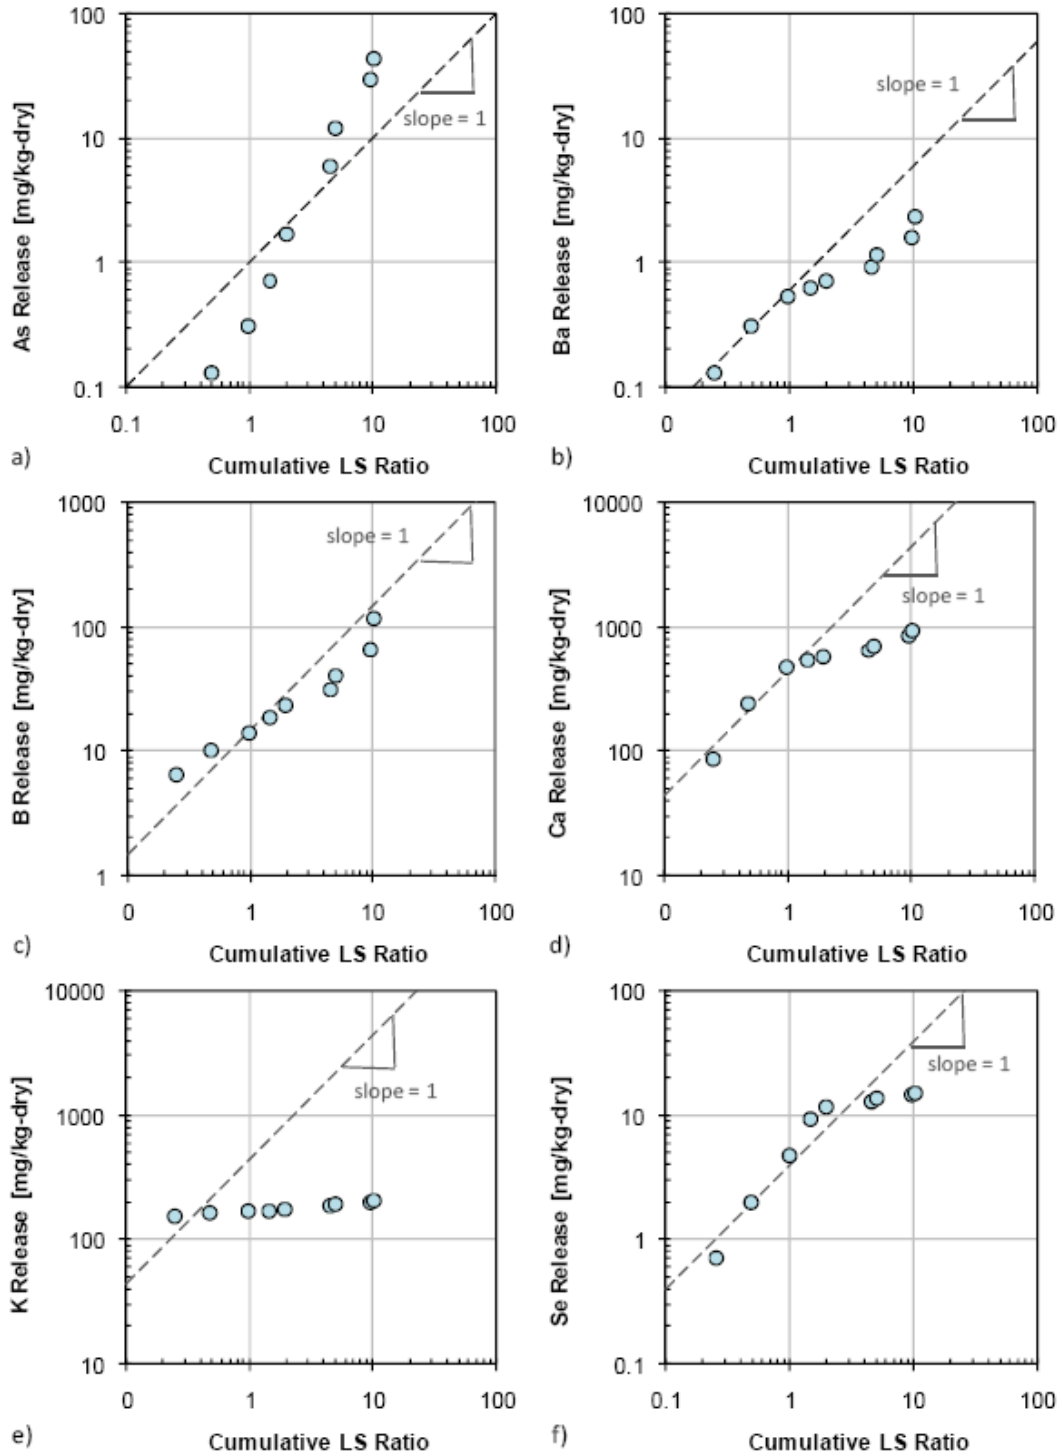 100
10
1
0.1
As Release [mg/kg-dry]
slope = 1
0.1 1 10 100
Cumulative LS Ratio
a)
100
10
1
0.1
Ba Release [mg/kg-dry]
slope = 1
0 1 10 100
Cumulative LS Ratio
b)
1000
100
10
1
B Release [mg/kg-dry]
slope = 1
0 1 10 100
Cumulative LS Ratio
c)
10000
1000
100
10
Ca Release [mg/kg-dry]
slope = 1
0 1 10 100
Cumulative LS Ratio
d)
10000
1000
100
10
K Release [mg/kg-dry]
slope = 1
0 1 10 100
Cumulative LS Ratio
e)
100
10
1
0.1
Se Release [mg/kg-dry]
slope = 1
0.1 1 10 100
Cumulative LS Ratio
f)